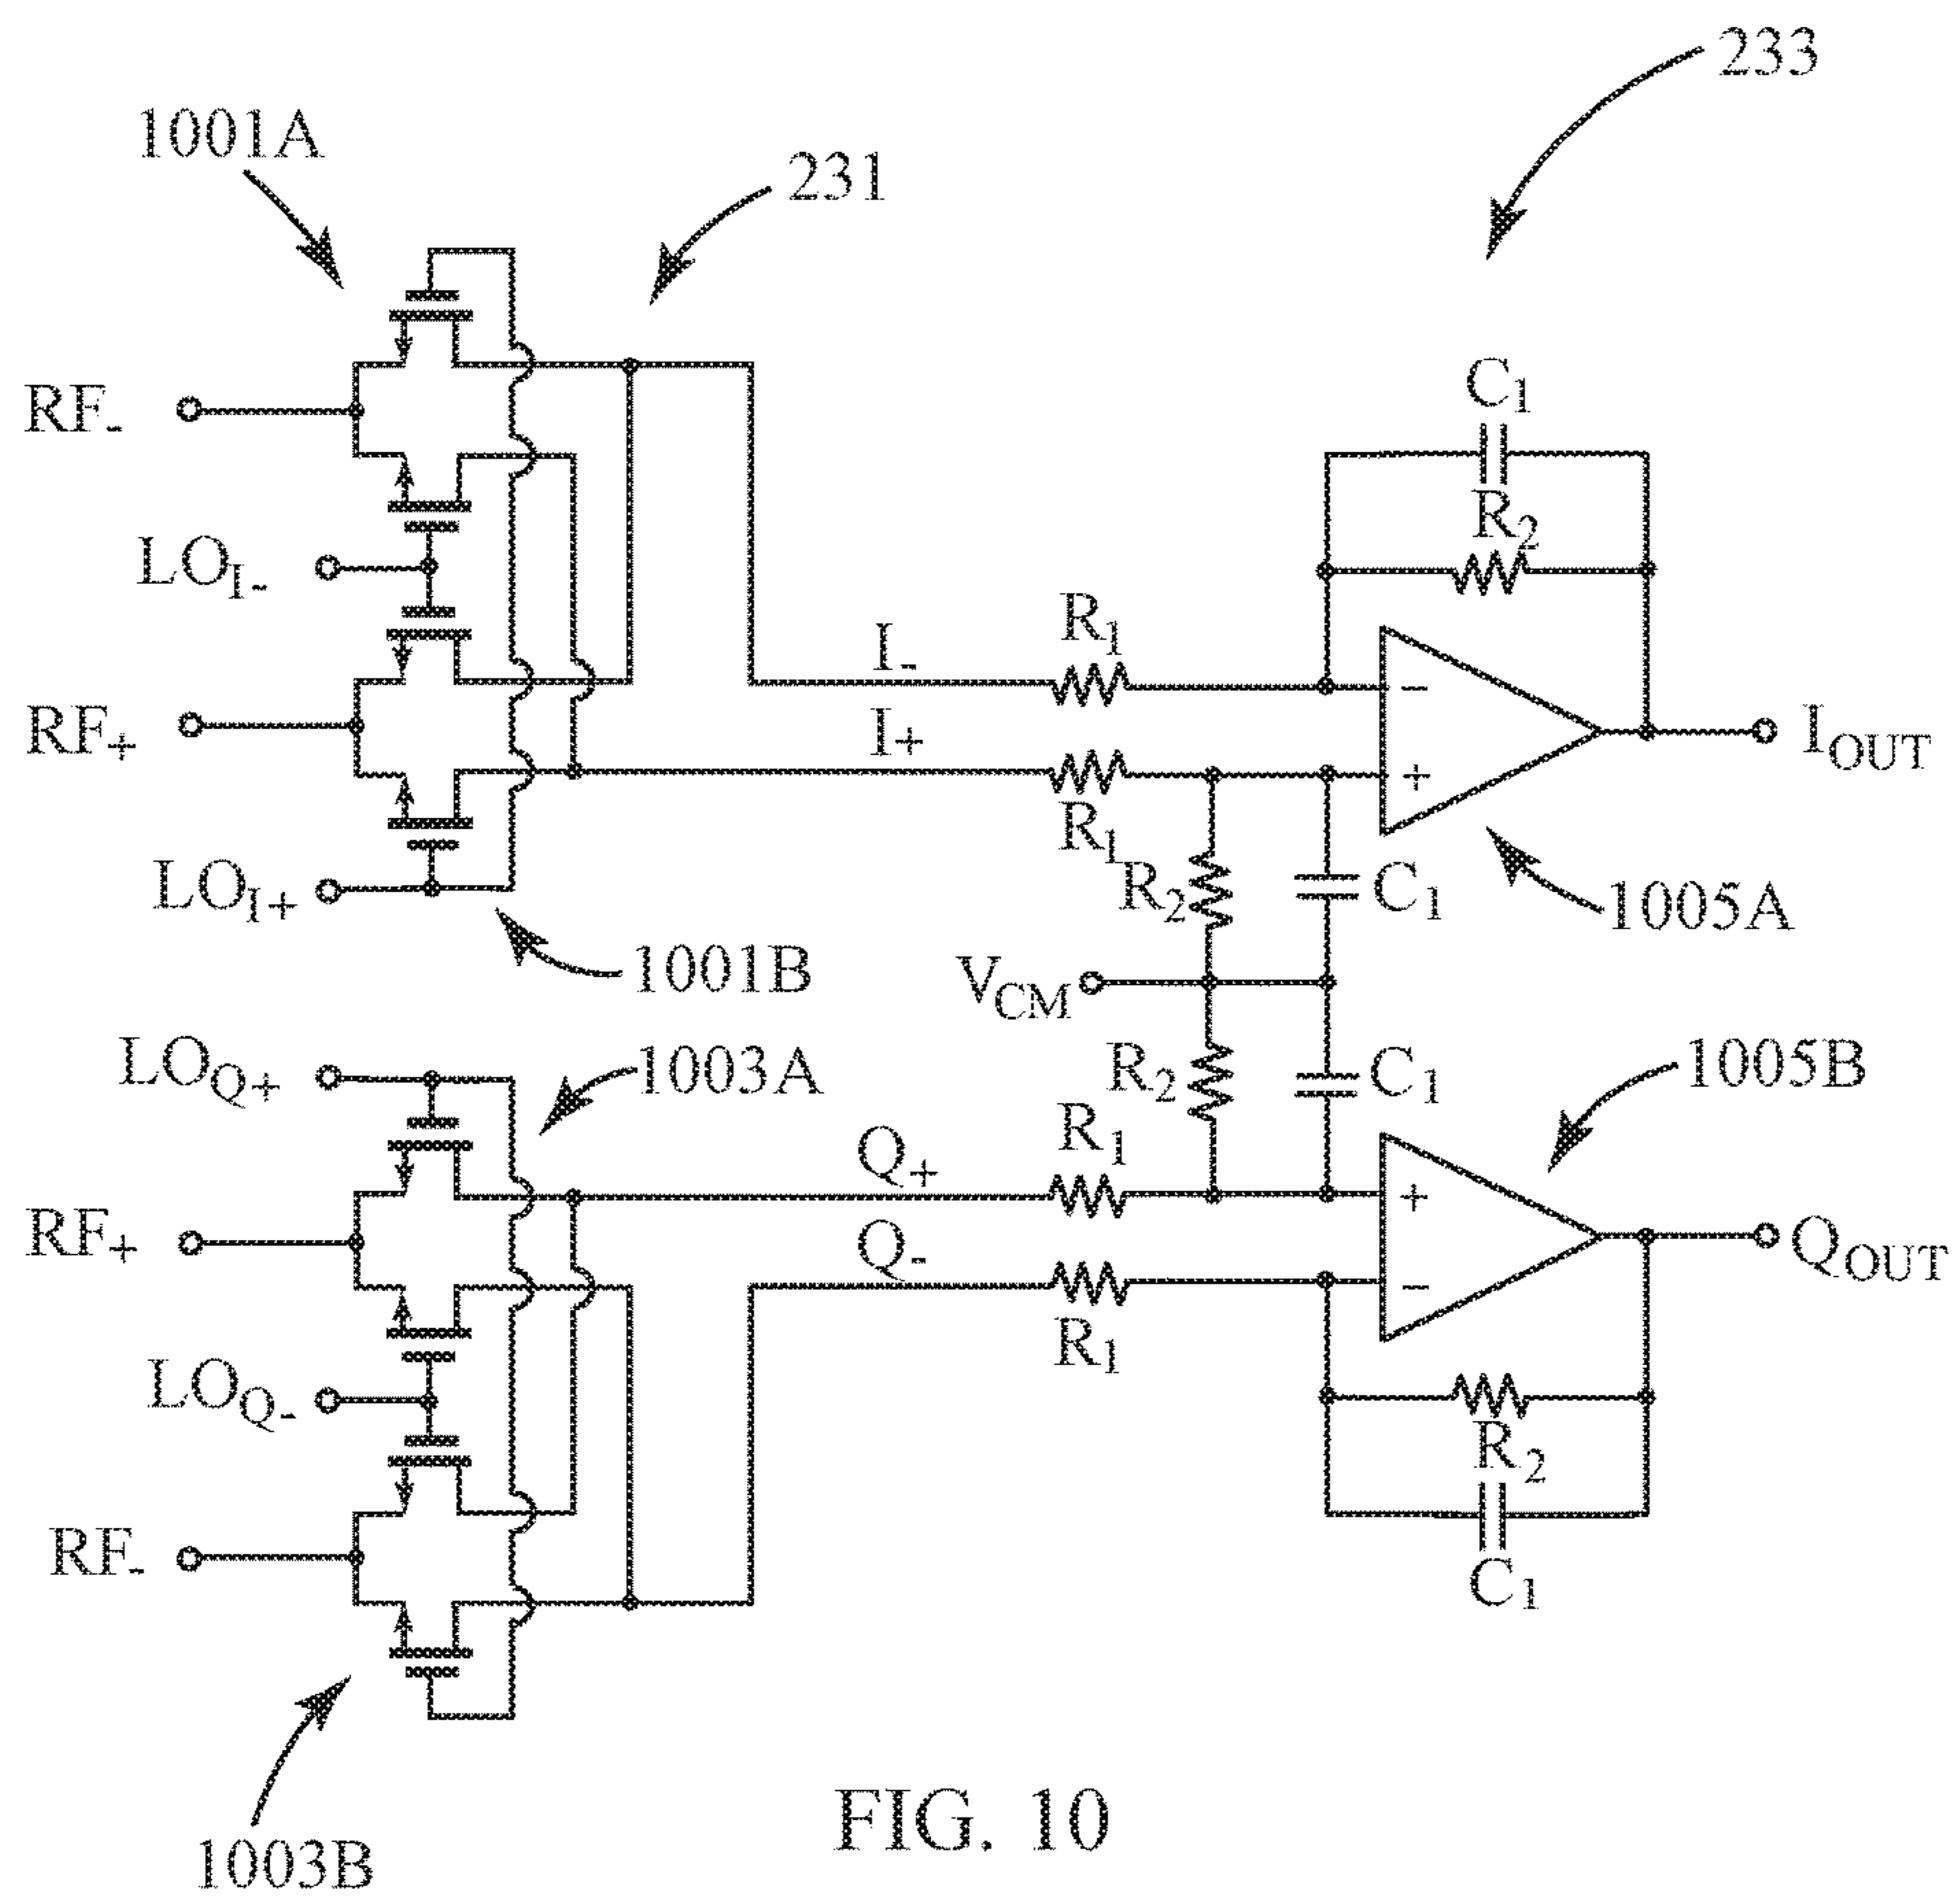 233
1001A
231
RF-
C1
R2
LOI-
R1
I-
-
RF+
I+
IOUT
+
R1
R2
C1
LOI+
1005A
1001B
VCM
LOQ+
1003A
R2
C1
1005B
R1
Q+
+
RF+
Q-
QOUT
-
R1
LOQ-
R2
RF-
C1
FIG. 10
1003B